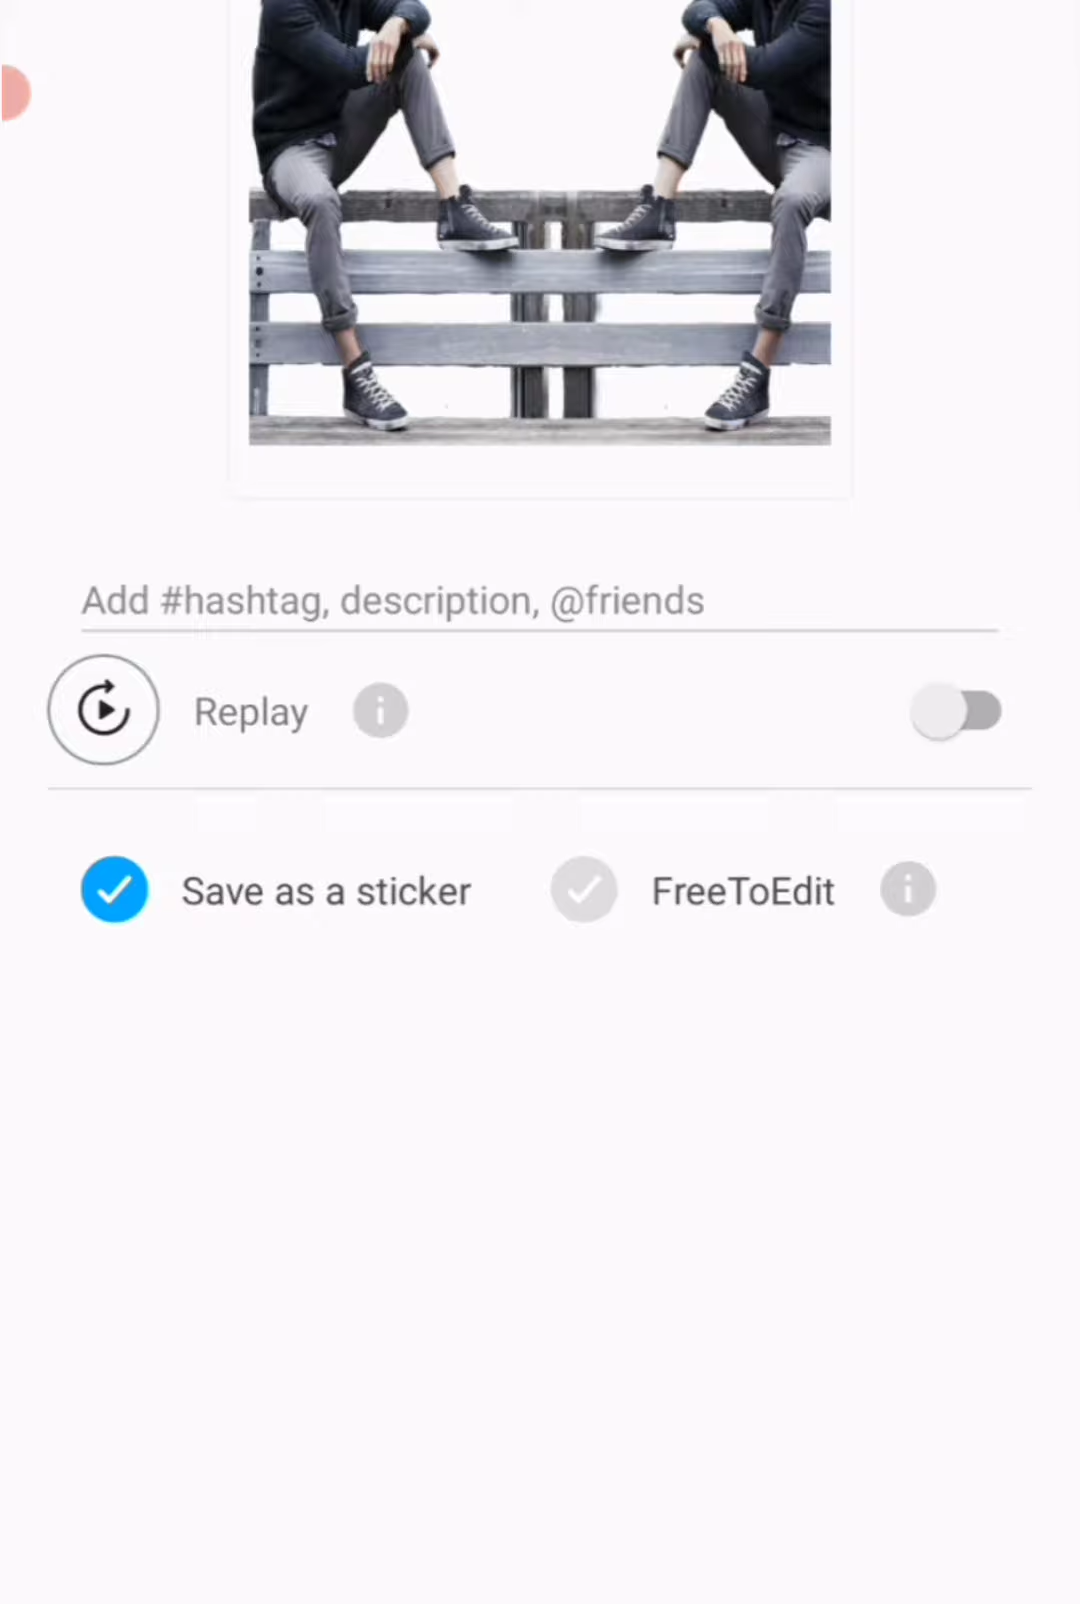 Add #hashtag, description, @friends
Replay
Save as a sticker FreeToEdit